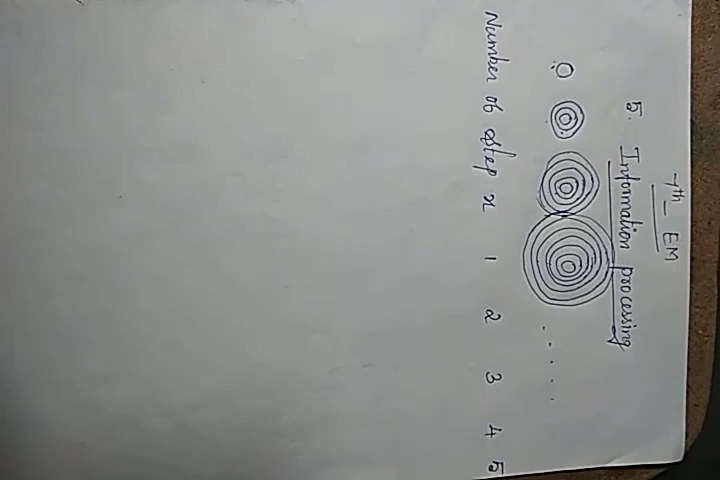 7th - EM
5. Information processing
Number of step x 1 2 3 4 5